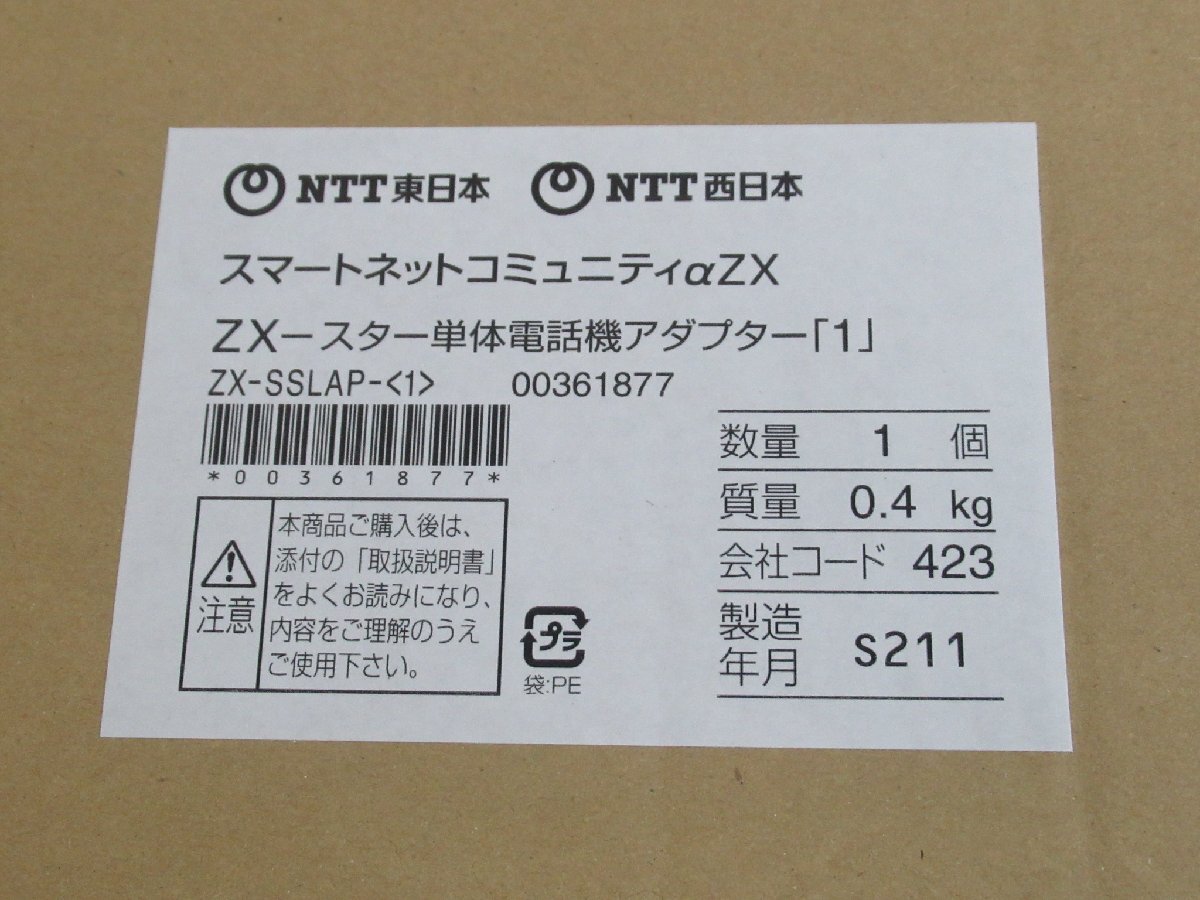 NTT東日本 NTT西日本
スマートネットコミュニティαZX
ZXースター単体電話機アダプター「1」
ZX-SSLAP-<1> 00361877
*00361877*
数量 1 個
質量 0.4 kg
会社コード 423
製造年月 S211
注意
本商品ご購入後は、
添付の「取扱説明書」
をよくお読みになり、
内容をご理解のうえ
ご使用下さい。
プラ
袋:PE